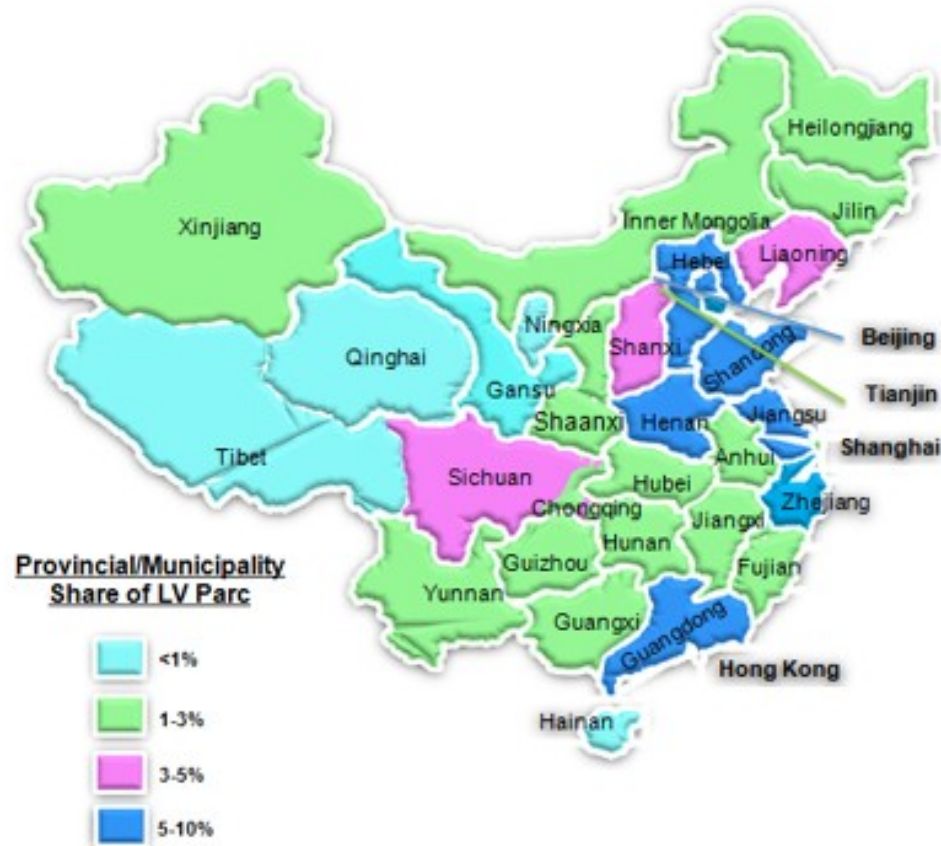 Heilongjiang
Jilin
Xinjiang
Inner Mongolia
Liaoning
Hebei
Ningxia
Beijing
Qinghai
Shanxi
Shandong
Gansu
Tianjin
Shaanxi
Henan
Jiangsu
Shanghai
Anhui
Tibet
Sichuan
Hubei
Zhejiang
Chongqing
Jiangxi
Hunan
Guizhou
Fujian
Yunnan
Guangxi
Guangdong
Hong Kong
Hainan
Provincial/Municipality
Share of LV Parc
<1%
1-3%
3-5%
5-10%